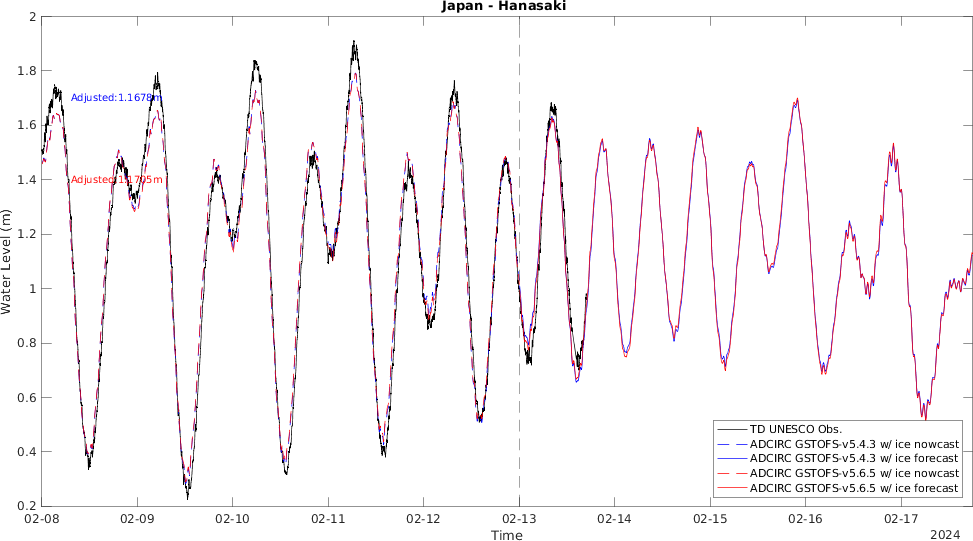 Japan - Hanasaki
2
1.8
1.6
1.4
1.2
1
0.8
0.6
0.4
0.2
Water Level (m)
Adjusted:1.1678m
Adjusted:1.1705m
TD UNESCO Obs.
ADCIRC GSTOFS-v5.4.3 w/ ice nowcast
ADCIRC GSTOFS-v5.4.3 w/ ice forecast
ADCIRC GSTOFS-v5.6.5 w/ ice nowcast
ADCIRC GSTOFS-v5.6.5 w/ ice forecast
02-08 02-09 02-10 02-11 02-12 02-13 02-14 02-15 02-16 02-17
Time
2024